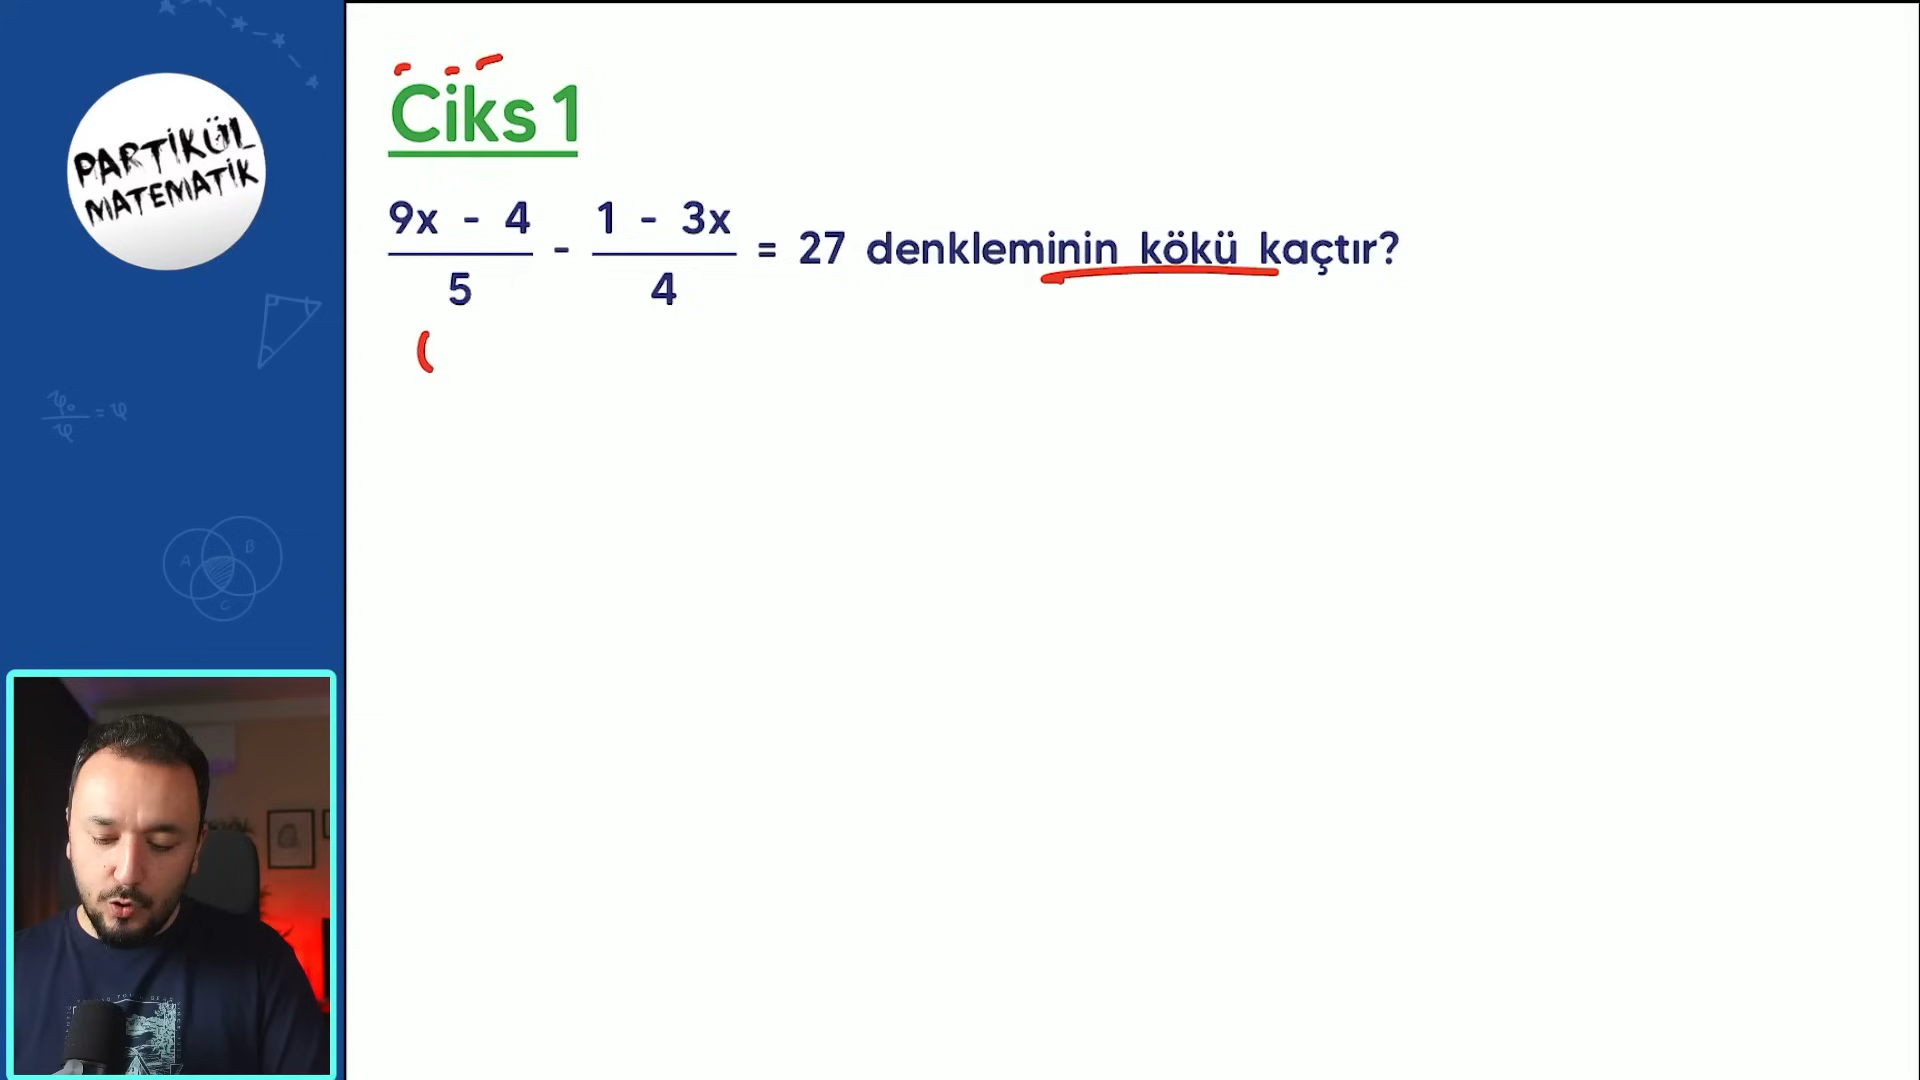 PARTİKÜL
MATEMATİK
Ciks 1
9x - 4 / 5 - 1 - 3x / 4 = 27 denkleminin kökü kaçtır?
(
A B
C